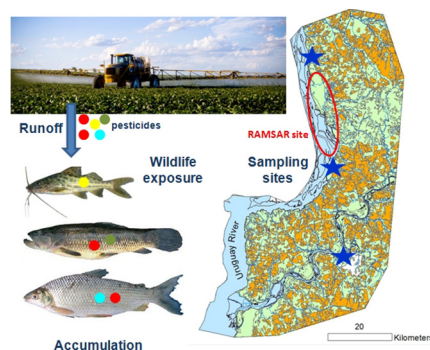 Runoff
pesticides
Wildlife
exposure
RAMSAR site
Sampling
sites
Uruguay River
20
Kilometers
Accumulation